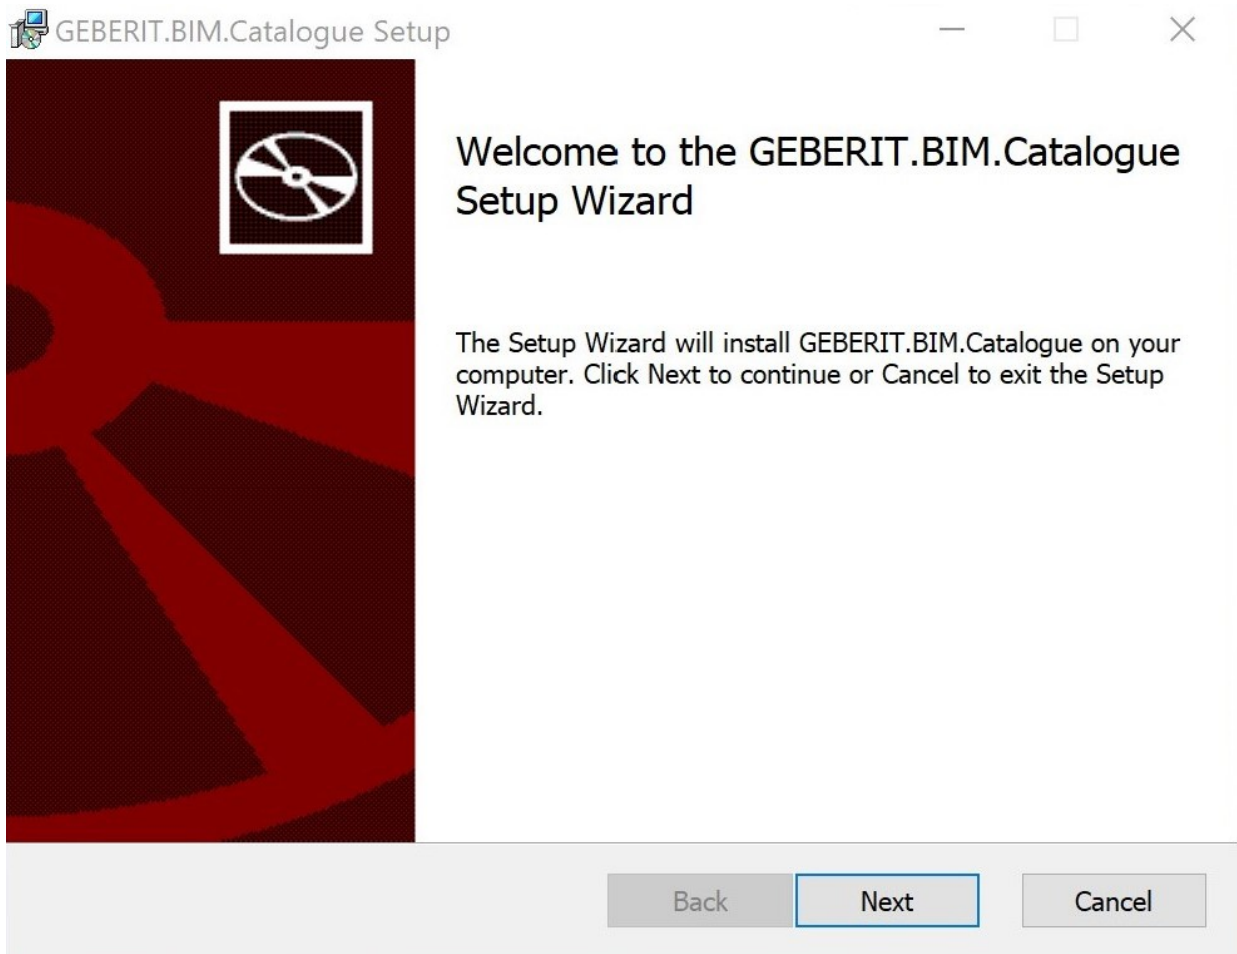 GEBERIT.BIM.Catalogue Setup
Welcome to the GEBERIT.BIM.Catalogue
Setup Wizard
The Setup Wizard will install GEBERIT.BIM.Catalogue on your
computer. Click Next to continue or Cancel to exit the Setup
Wizard.
Back Next Cancel